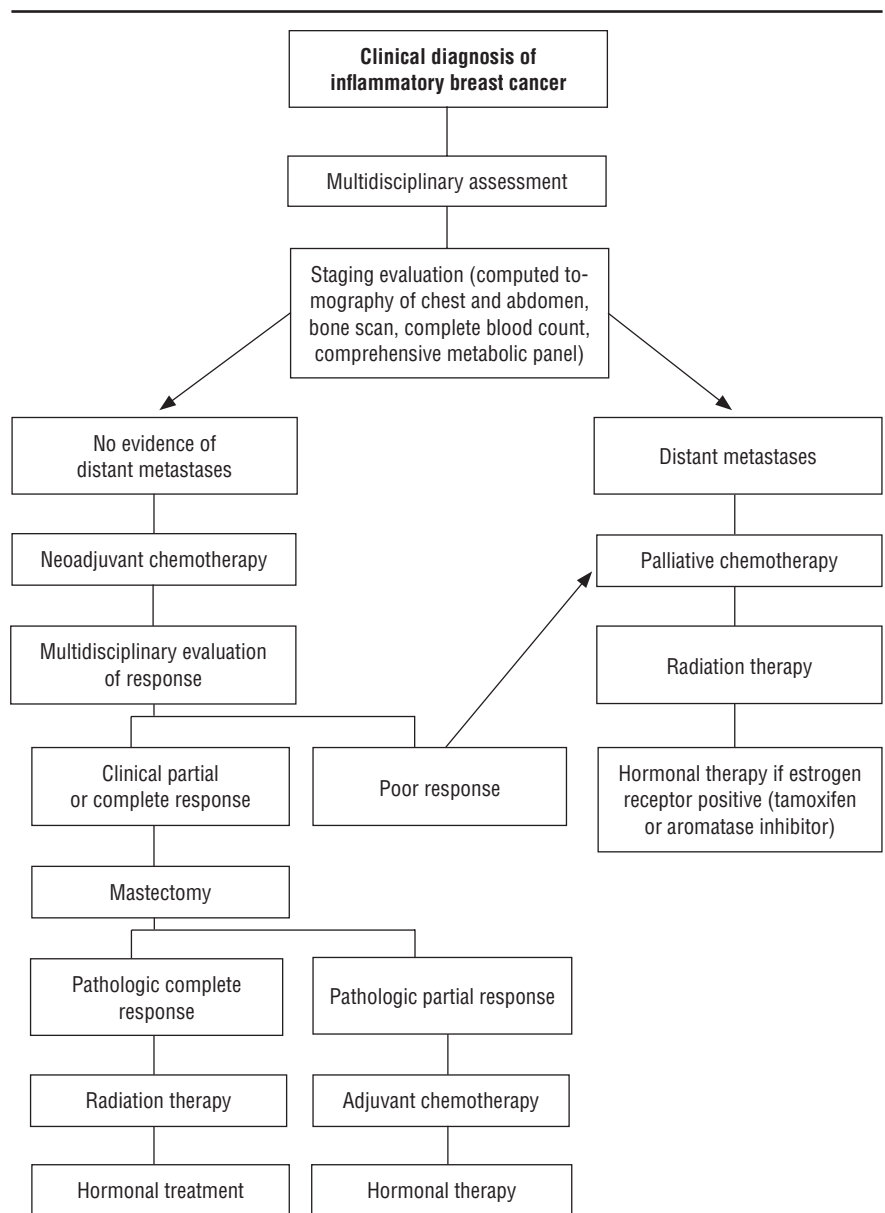 Clinical diagnosis of
inflammatory breast cancer
Multidisciplinary assessment
Staging evaluation (computed to-
mography of chest and abdomen,
bone scan, complete blood count,
comprehensive metabolic panel)
No evidence of
distant metastases
Distant metastases
Neoadjuvant chemotherapy
Palliative chemotherapy
Multidisciplinary evaluation
of response
Radiation therapy
Clinical partial
or complete response
Poor response
Hormonal therapy if estrogen
receptor positive (tamoxifen
or aromatase inhibitor)
Mastectomy
Pathologic complete
response
Pathologic partial response
Radiation therapy
Adjuvant chemotherapy
Hormonal treatment
Hormonal therapy